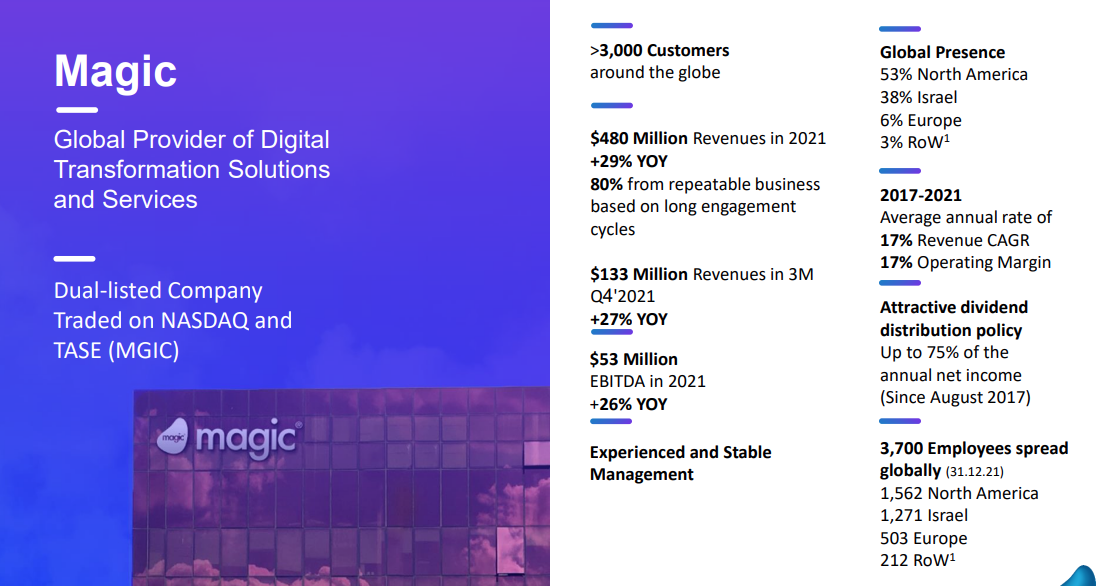 Magic
Global Provider of Digital
Transformation Solutions
and Services
Dual-listed Company
Traded on NASDAQ and
TASE (MGIC)
magic
magic®
>3,000 Customers
around the globe
$480 Million Revenues in 2021
+29% YOY
80% from repeatable business
based on long engagement
cycles
$133 Million Revenues in 3M
Q4'2021
+27% YOY
$53 Million
EBITDA in 2021
+26% YOY
Experienced and Stable
Management
Global Presence
53% North America
38% Israel
6% Europe
3% RoW¹
2017-2021
Average annual rate of
17% Revenue CAGR
17% Operating Margin
Attractive dividend
distribution policy
Up to 75% of the
annual net income
(Since August 2017)
3,700 Employees spread
globally (31.12.21)
1,562 North America
1,271 Israel
503 Europe
212 RoW¹